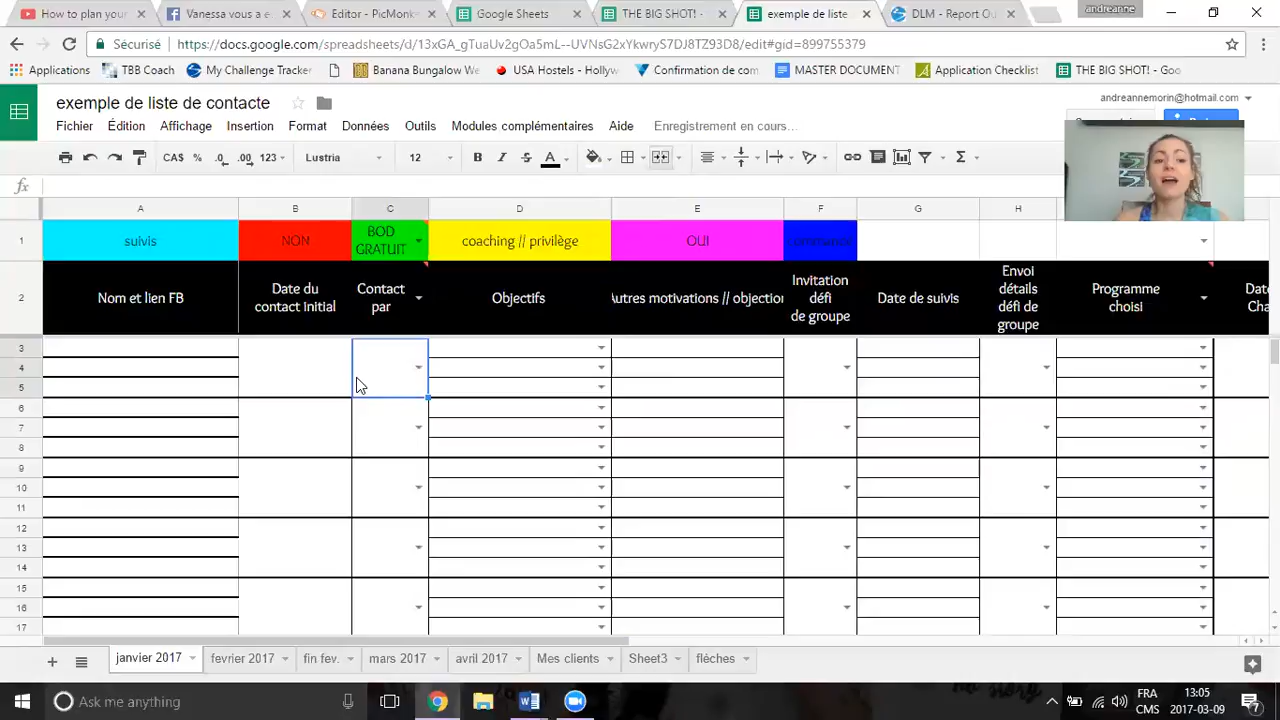 How to plan your
Vanessa vous a e
Editor - PicMonk
Google Sheets
THE BIG SHOT! -
exemple de liste
DLM - Report Ou
andreanne
Sécurisé
https://docs.google.com/spreadsheets/d/13xGA_gTuaUv2gOa5mL--UVNsG2xYkwryS7DJ8TZ93D8/edit#gid=899755379
Applications
TBB Coach
My Challenge Tracker
Banana Bungalow We
USA Hostels - Hollyw
Confirmation de com
MASTER DOCUMENT
Application Checklist
THE BIG SHOT! - Goo
exemple de liste de contacte
andreannemorin@hotmail.com
Fichier Édition Affichage Insertion Format Données Outils Modules complémentaires Aide Enregistrement en cours...
CA$ % .0 .00 123 Lustria 12 B I S A Σ
fx
A B C D E F G H I
1 suivis NON BOD GRATUIT coaching // privilège OUI
2 Nom et lien FB Date du contact initial Contact par Objectifs Autres motivations // objection Invitation défi de groupe Date de suivis Envoi détails défi de groupe Programme choisi Date Cha
3
4
5
6
7
8
9
10
11
12
13
14
15
16
17
janvier 2017 fevrier 2017 fin fev. mars 2017 avril 2017 Mes clients Sheet3 flèches
Ask me anything
FRA
CMS
13:05
2017-03-09
7